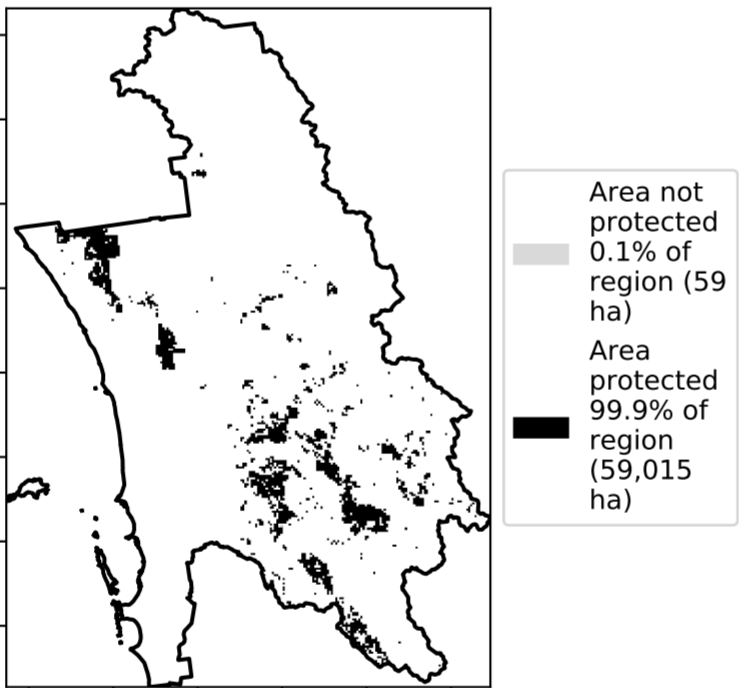 Area not
protected
0.1% of
region (59
ha)
Area
protected
99.9% of
region
(59,015
ha)